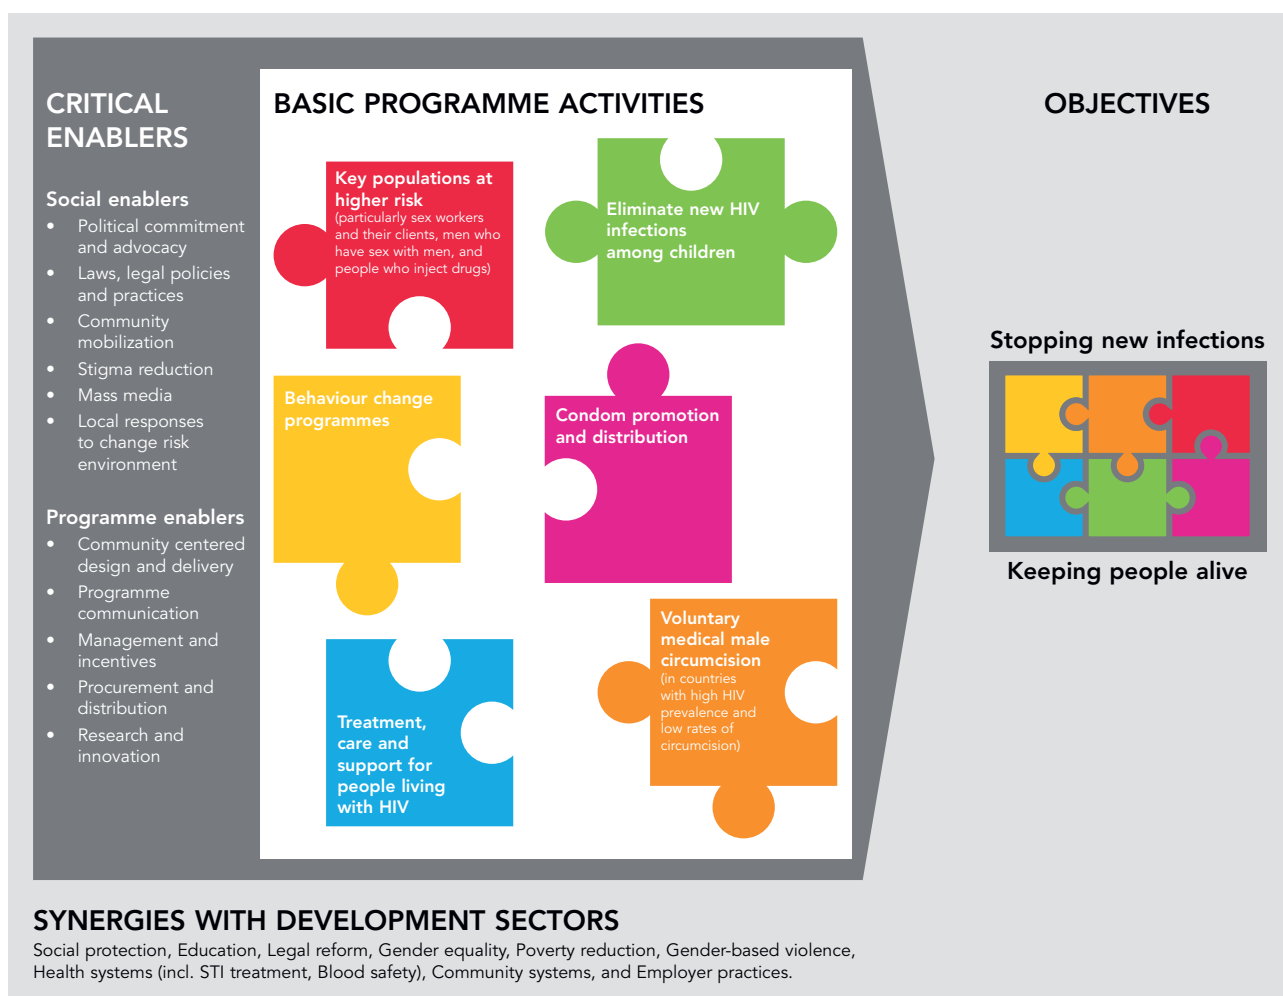 CRITICAL
ENABLERS
Social enablers
• Political commitment
and advocacy
• Laws, legal policies
and practices
• Community
mobilization
• Stigma reduction
• Mass media
• Local responses
to change risk
environment
Programme enablers
• Community centered
design and delivery
• Programme
communication
• Management and
incentives
• Procurement and
distribution
• Research and
innovation
BASIC PROGRAMME ACTIVITIES
Key populations at
higher risk
(particularly sex workers
and their clients, men who
have sex with men, and
people who inject drugs)
Eliminate new HIV
infections
among children
Behaviour change
programmes
Condom promotion
and distribution
Treatment,
care and
support for
people living
with HIV
Voluntary
medical male
circumcision
(in countries
with high HIV
prevalence and
low rates of
circumcision)
OBJECTIVES
Stopping new infections
Keeping people alive
SYNERGIES WITH DEVELOPMENT SECTORS
Social protection, Education, Legal reform, Gender equality, Poverty reduction, Gender-based violence,
Health systems (incl. STI treatment, Blood safety), Community systems, and Employer practices.